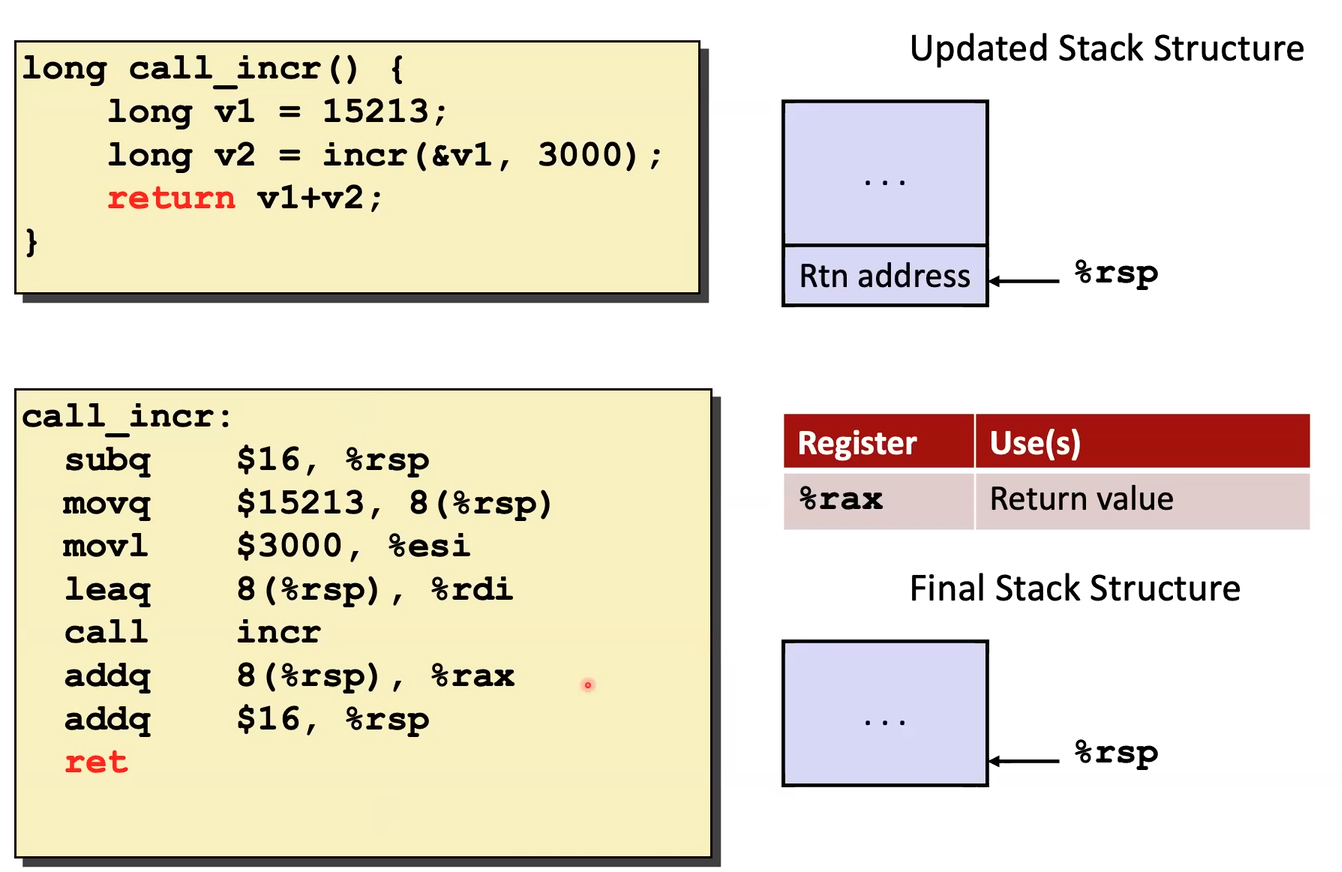 long call_incr() {
    long v1 = 15213;
    long v2 = incr(&v1, 3000);
    return v1+v2;
}
Updated Stack Structure
...
Rtn address
%rsp
call_incr:
  subq    $16, %rsp
  movq    $15213, 8(%rsp)
  movl    $3000, %esi
  leaq    8(%rsp), %rdi
  call    incr
  addq    8(%rsp), %rax
  addq    $16, %rsp
  ret
Register Use(s)
%rax Return value
Final Stack Structure
...
%rsp